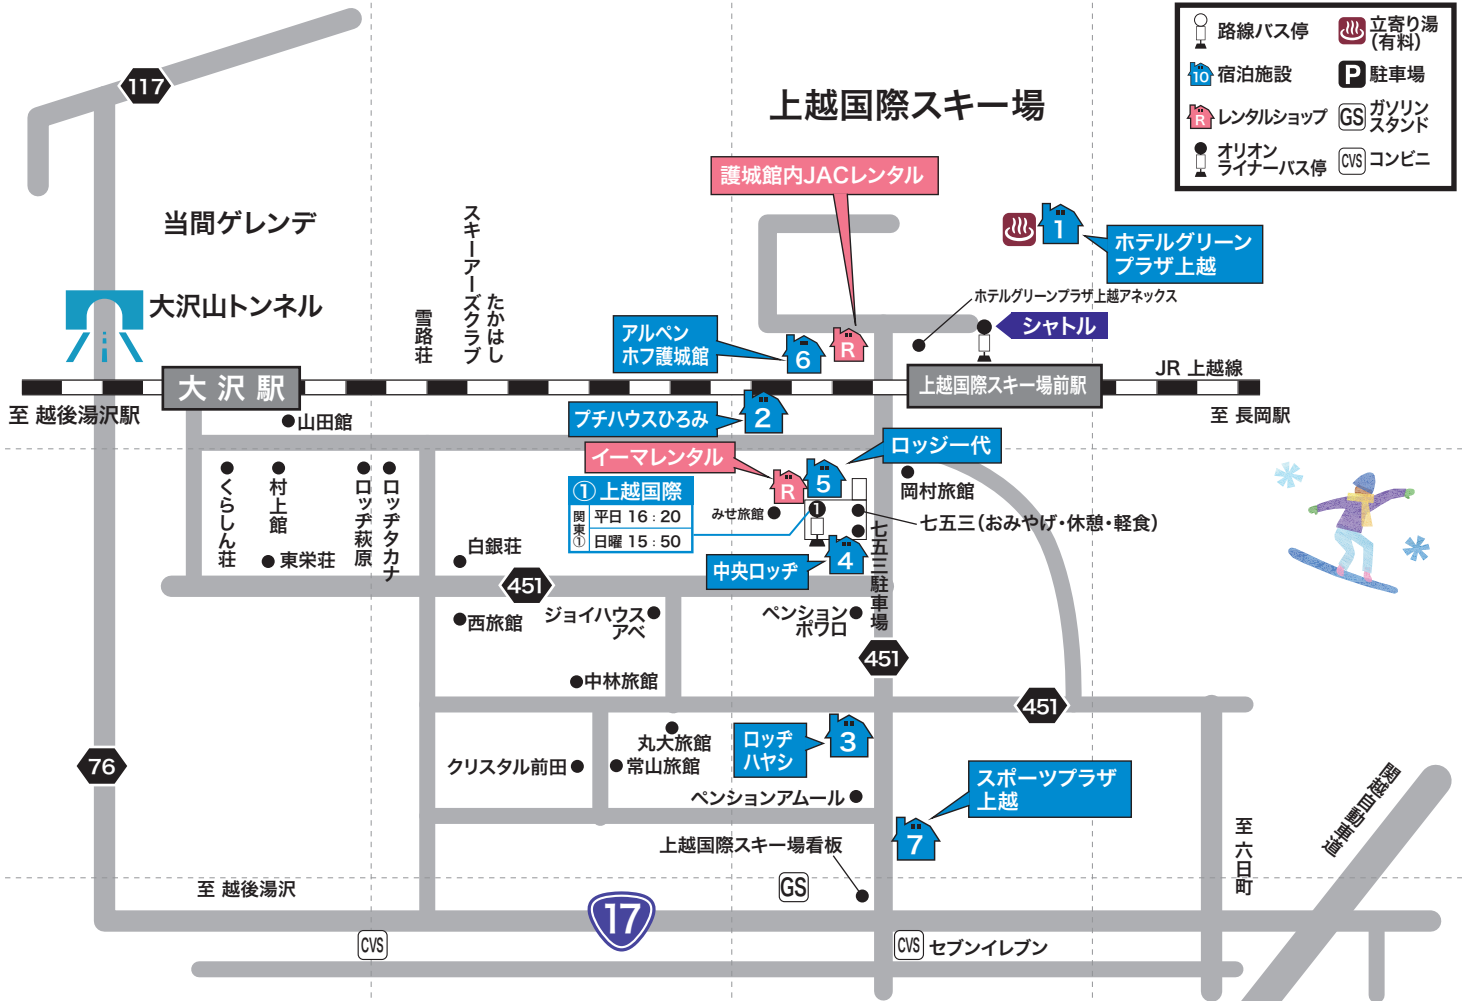 路線バス停
立寄り湯
(有料)
10
宿泊施設
P
駐車場
R
レンタルショップ
GS
ガソリン
スタンド
オリオン
ライナーバス停
CVS
コンビニ
117
上越国際スキー場
護城館内JACレンタル
当間ゲレンデ
1
ホテルグリーン
プラザ上越
大沢山トンネル
スキーアーズクラブ
たかはし
雪路荘
ホテルグリーンプラザ上越アネックス
シャトル
アルペン
ホフ護城館
6
R
JR 上越線
大沢駅
上越国際スキー場前駅
至 越後湯沢駅
至 長岡駅
山田館
プチハウスひろみ
2
イーマレンタル
ロッジ一代
くらしん荘
村上館
ロッヂ萩原
ロッヂタカナ
東栄荘
R
5
岡村旅館
① 上越国際
関東①
平日 16:20
日曜 15:50
みせ旅館
1
七五三(おみやげ・休憩・軽食)
七五三駐車場
白銀荘
中央ロッヂ
4
451
西旅館
ジョイハウス
アベ
ペンション
ポワロ
451
中林旅館
451
丸大旅館
ロッヂ
ハヤシ
3
76
クリスタル前田
常山旅館
スポーツプラザ
上越
ペンションアムール
7
関越自動車道
上越国際スキー場看板
至 六日町
至 越後湯沢
GS
17
CVS
CVS
セブンイレブン